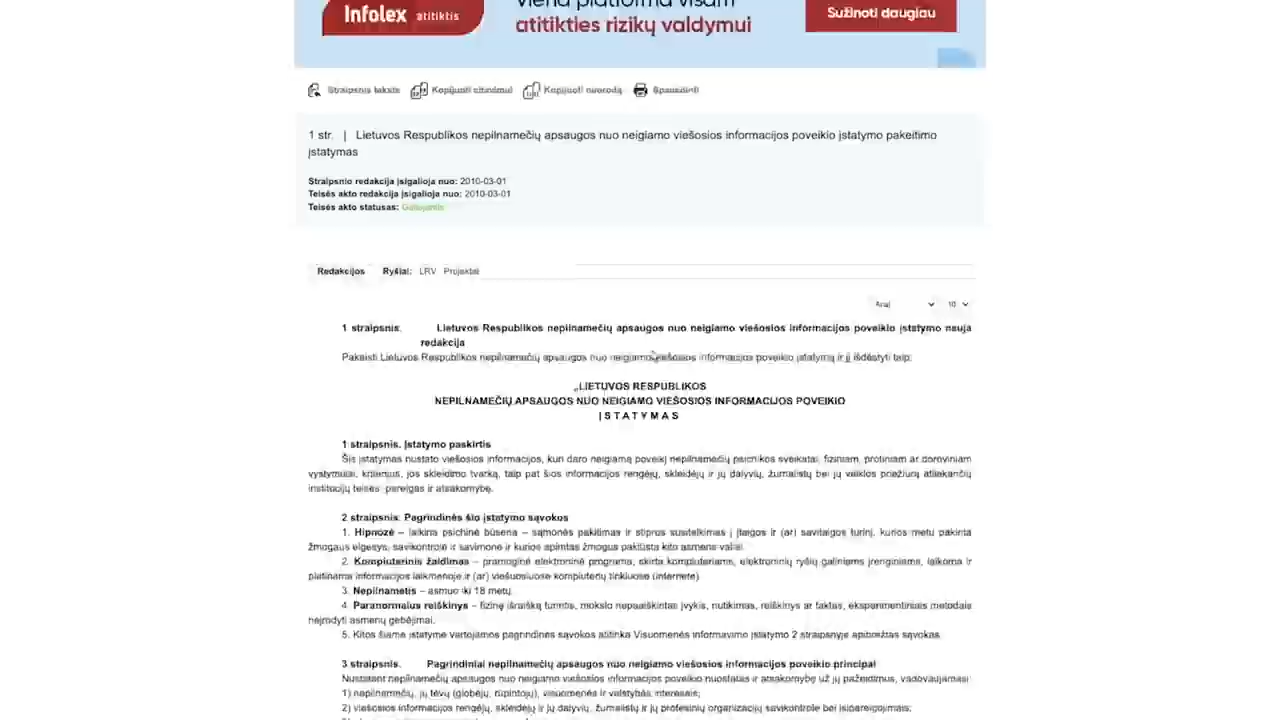 Viena platforma visam
Infolex atitiktis
atitikties rizikų valdymui
Sužinoti daugiau
Straipsnio tekstas Kopijuoti citavimui Kopijuoti nuorodą Spausdinti
1 str. | Lietuvos Respublikos nepilnamečių apsaugos nuo neigiamo viešosios informacijos poveikio įstatymo pakeitimo
įstatymas
Straipsnio redakcija įsigalioja nuo: 2010-03-01
Teisės akto redakcija įsigalioja nuo: 2010-03-01
Teisės akto statusas: Galiojantis
Redakcijos Ryšiai: LRV Projektai
Arial 10
1 straipsnis. Lietuvos Respublikos nepilnamečių apsaugos nuo neigiamo viešosios informacijos poveikio įstatymo nauja
redakcija
Pakeisti Lietuvos Respublikos nepilnamečių apsaugos nuo neigiamo viešosios informacijos poveikio įstatymą ir jį išdėstyti taip:
„LIETUVOS RESPUBLIKOS
NEPILNAMEČIŲ APSAUGOS NUO NEIGIAMO VIEŠOSIOS INFORMACIJOS POVEIKIO
ĮSTATYMAS
1 straipsnis. Įstatymo paskirtis
Šis įstatymas nustato viešosios informacijos, kuri daro neigiamą poveikį nepilnamečių psichikos sveikatai, fiziniam, protiniam ar doroviniam
vystymuisi, kriterijus, jos skleidimo tvarką, taip pat šios informacijos rengėjų, skleidėjų ir jų dalyvių, žurnalistų bei jų veiklos priežiūrą atliekančių
institucijų teises, pareigas ir atsakomybę.
2 straipsnis. Pagrindinės šio įstatymo sąvokos
1. Hipnozė – laikina psichinė būsena – sąmonės pakitimas ir stiprus susitelkimas į įtaigos ir (ar) savitaigos turinį, kurios metu pakinta
žmogaus elgesys, savikontrolė ir savimonė ir kurios apimtas žmogus paklūsta kito asmens valiai.
2. Kompiuterinis žaidimas – pramoginė elektroninė programa, skirta kompiuteriams, elektroninių ryšių galiniams įrenginiams, laikoma ir
platinama informacijos laikmenoje ir (ar) viešuosiuose kompiuterių tinkluose (internete).
3. Nepilnametis – asmuo iki 18 metų.
4. Paranormalus reiškinys – fizinę išraišką turintis, mokslo nepaaiškintas įvykis, nutikimas, reiškinys ar faktas, eksperimentiniais metodais
neįrodyti asmenų gebėjimai.
5. Kitos šiame įstatyme vartojamos pagrindinės sąvokos atitinka Visuomenės informavimo įstatymo 2 straipsnyje apibrėžtas sąvokas.
3 straipsnis. Pagrindiniai nepilnamečių apsaugos nuo neigiamo viešosios informacijos poveikio principai
Nustatant nepilnamečių apsaugos nuo neigiamo viešosios informacijos poveikio nuostatas ir atsakomybę už jų pažeidimus, vadovaujamasi
1) nepilnamečių, jų tėvų (globėjų, rūpintojų), visuomenės ir valstybės interesais;
2) viešosios informacijos rengėjų, skleidėjų ir jų dalyvių, žurnalistų ir jų profesinių organizacijų savikontrole bei įsipareigojimais;